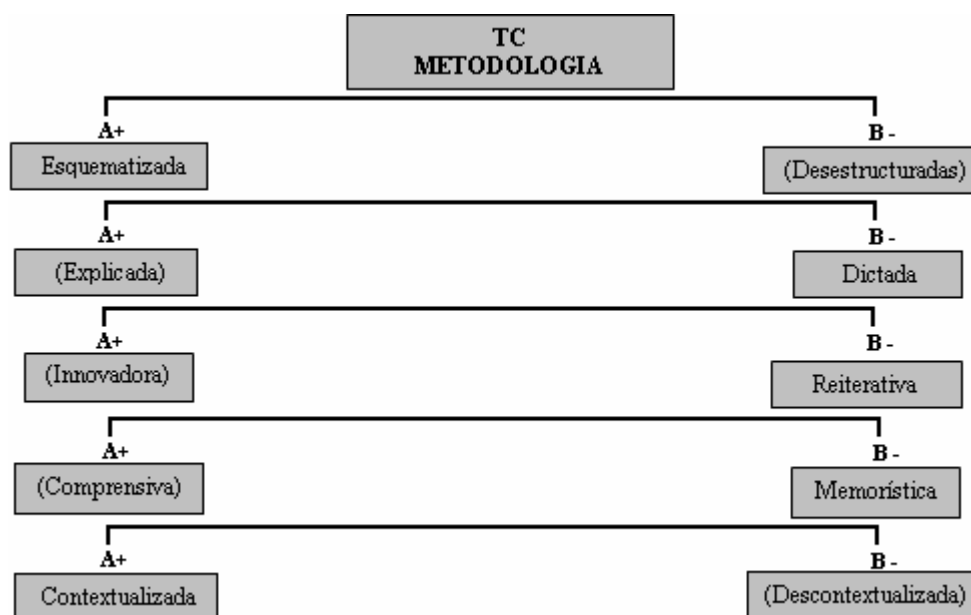 TC
METODOLOGIA
A+ B -
Esquematizada (Desestructuradas)
A+ B -
(Explicada) Dictada
A+ B -
(Innovadora) Reiterativa
A+ B -
(Comprensiva) Memorística
A+ B -
Contextualizada (Descontextualizada)